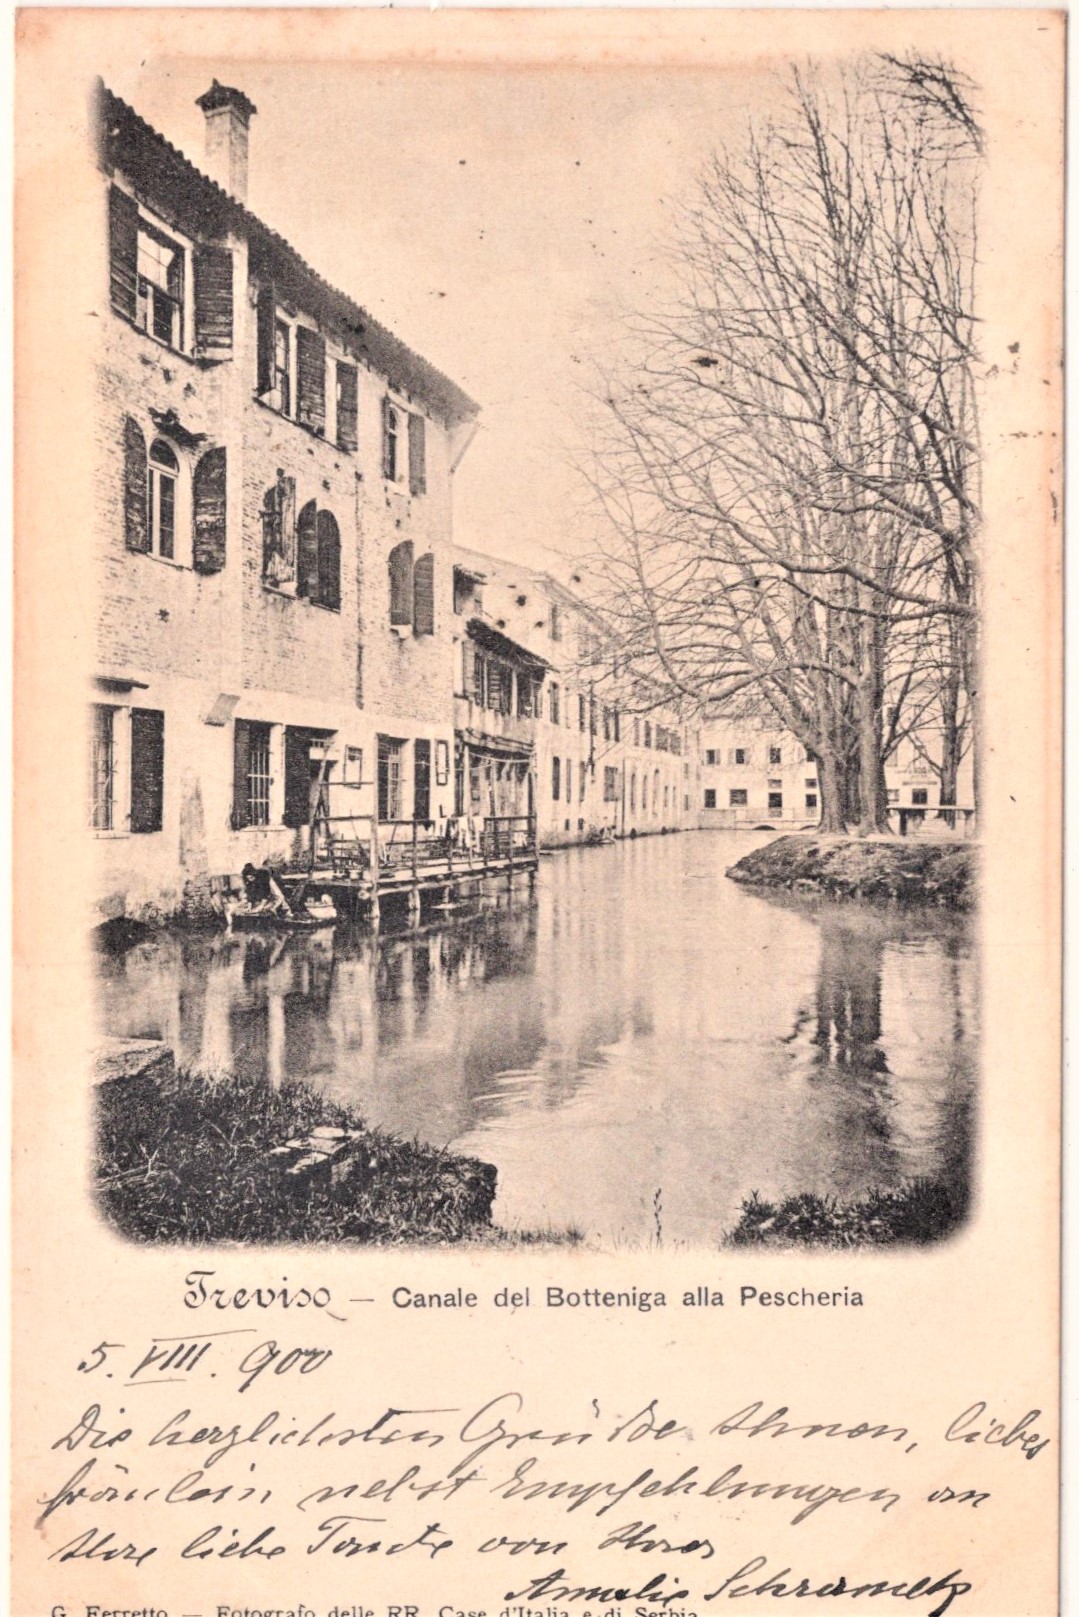 Treviso — Canale del Botteniga alla Pescheria
5. VIII. 900
Die herzlichsten Grüße Ihnen, liebes
Fräulein nebst Empfehlungen an
Ihre liebe Tante von Ihrer
Amalie
G. Ferretto — Fotografo delle RR. Case d'Italia e di Serbia